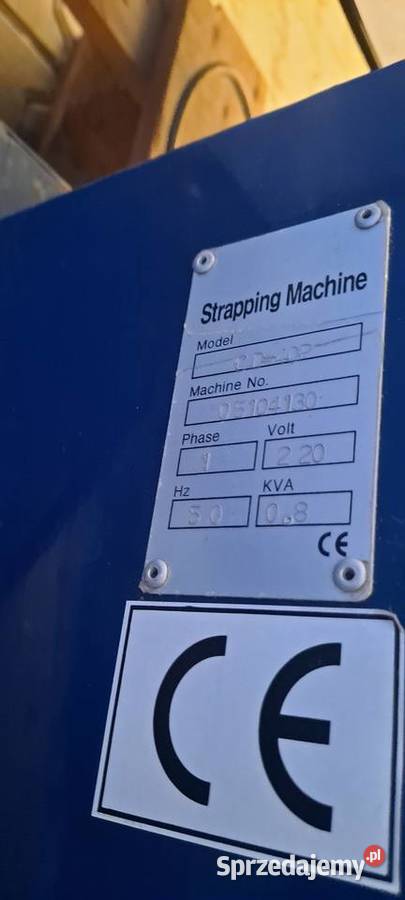 Strapping Machine
Model
Machine No.
05104130
Phase Volt
1 220
Hz KVA
50 0.8
CE
CE
Sprzedajemy.pl